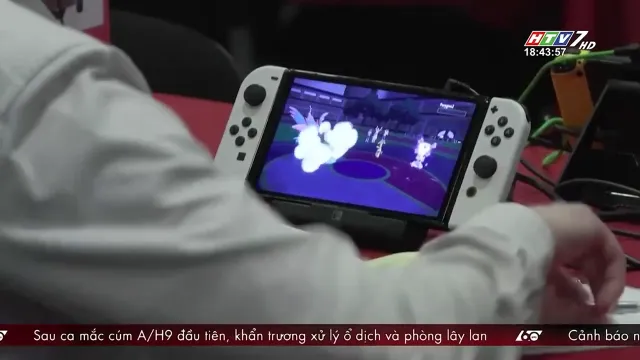 HTV7 HD
18:43:57
Sau ca mắc cúm A/H9 đầu tiên, khẩn trương xử lý ổ dịch và phòng lây lan
Cảnh báo n